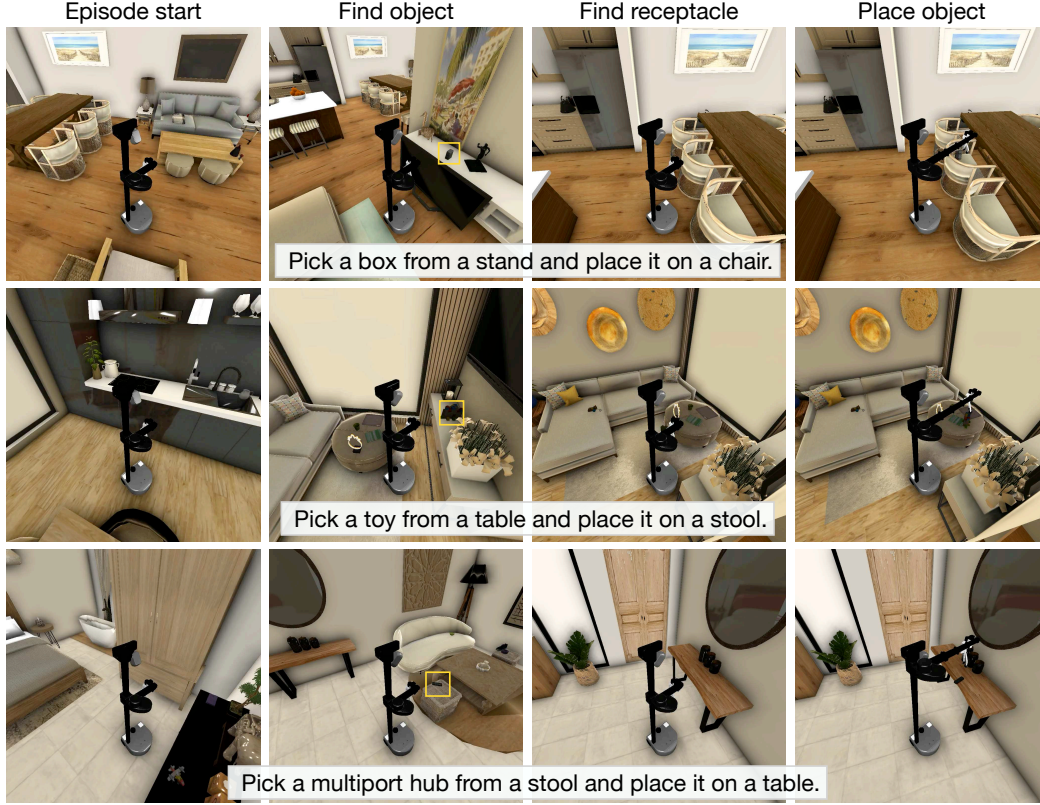 Episode start
Find object
Find receptacle
Place object
Pick a box from a stand and place it on a chair.
Pick a toy from a table and place it on a stool.
Pick a multiport hub from a stool and place it on a table.